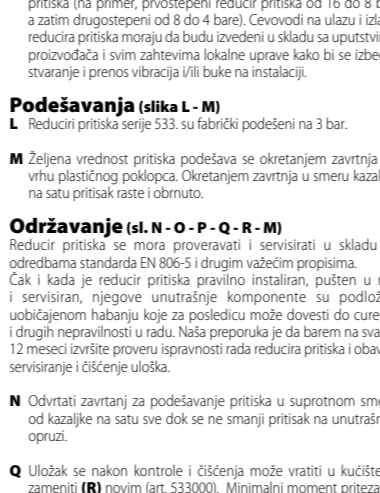 pritiska (na primer, prvostepeni reducir pritiska od 16 do 8 b
a zatim drugostepeni od 8 do 4 bare). Cevovodi na ulazu i izla
reducira pritiska moraju da budu izvedeni u skladu sa uputstvir
proizvođača i svim zahtevima lokalne uprave kako bi se izbeg
stvaranje i prenos vibracija i/ili buke na instalaciji.
Podešavanja (slika L - M)
L Reduciri pritiska serije 533. su fabrički podešeni na 3 bar.
M Željena vrednost pritiska podešava se okretanjem zavrtnja
vrhu plastičnog poklopca. Okretanjem zavrtnja u smeru kazal
na satu pritisak raste i obrnuto.
Održavanje (sl. N - O - P - Q - R - M)
Reducir pritiska se mora proveravati i servisirati u skladu
odredbama standarda EN 806-5 i drugim važećim propisima.
Čak i kada je reducir pritiska pravilno instaliran, pušten u r
i servisiran, njegove unutrašnje komponente su podlož
uobičajenom habanju koje za posledicu može dovesti do cure
i drugih nepravilnosti u radu. Naša preporuka je da barem na sva
12 meseci izvršite proveru ispravnosti rada reducira pritiska i obav
servisiranje i čišćenje uloška.
N Odvrtati zavrtanj za podešavanje pritiska u suprotnom sme
od kazaljke na satu sve dok se ne smanji pritisak na unutrašr
opruzi.
Q Uložak se nakon kontrole i čišćenja može vratiti u kućište
zameniti (R) novim (art. 533000). Minimalni moment priteza